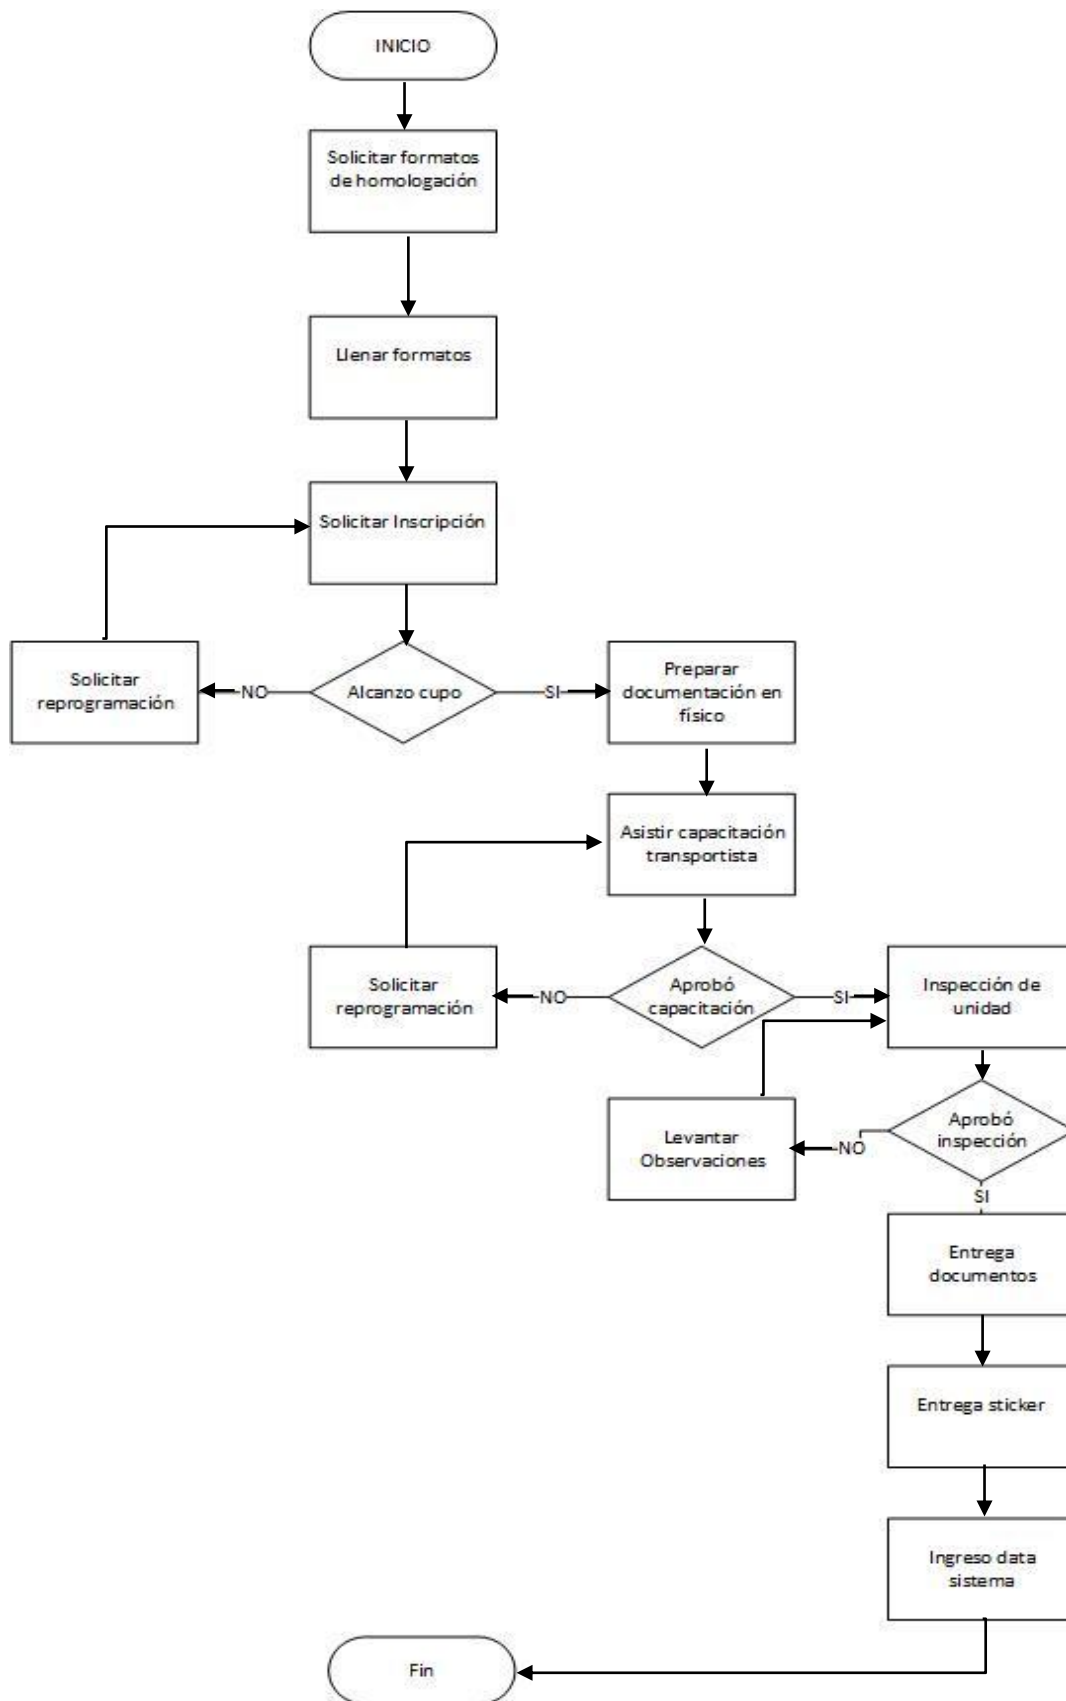 INICIO
Solicitar formatos
de homologación
Llenar formatos
Solicitar Inscripción
Solicitar
reprogramación
NO
Alcanzo cupo
SI
Preparar
documentación en
físico
Asistir capacitación
transportista
Solicitar
reprogramación
NO
Aprobó
capacitación
SI
Inspección de
unidad
Levantar
Observaciones
NO
Aprobó
inspección
SI
Entrega
documentos
Entrega sticker
Ingreso data
sistema
Fin